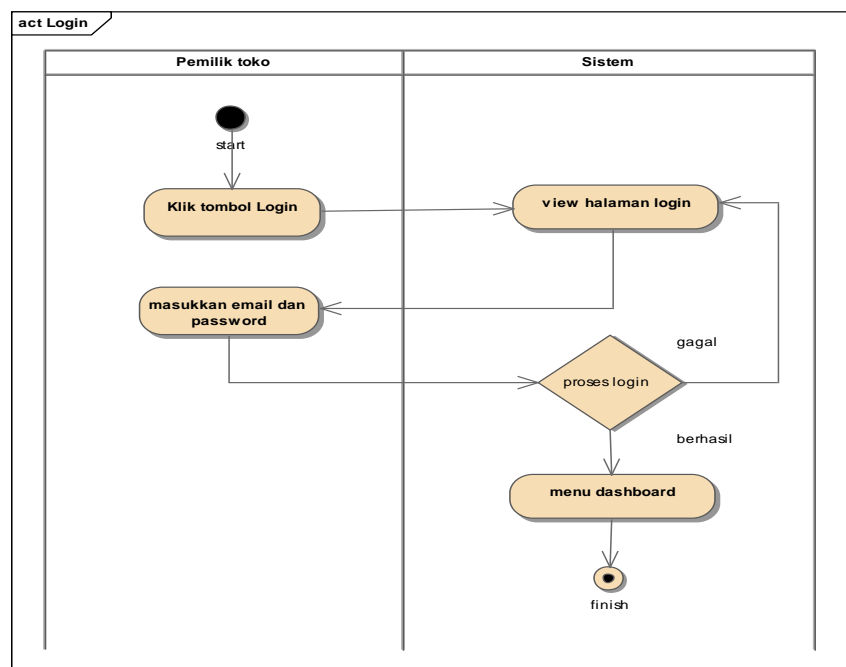 act Login
Pemilik toko
Sistem
start
Klik tombol Login
view halaman login
masukkan email dan
password
gagal
proses login
berhasil
menu dashboard
finish